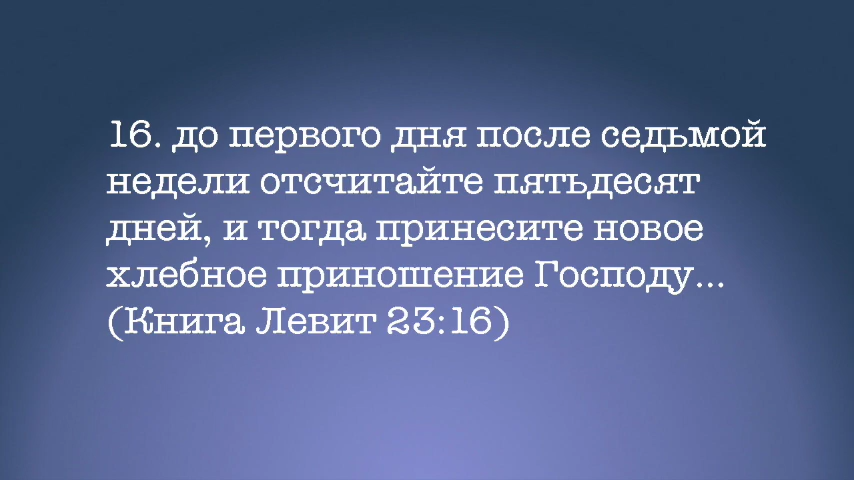 16. до первого дня после седьмой
недели отсчитайте пятьдесят
дней, и тогда принесите новое
хлебное приношение Господу...
(Книга Левит 23:16)